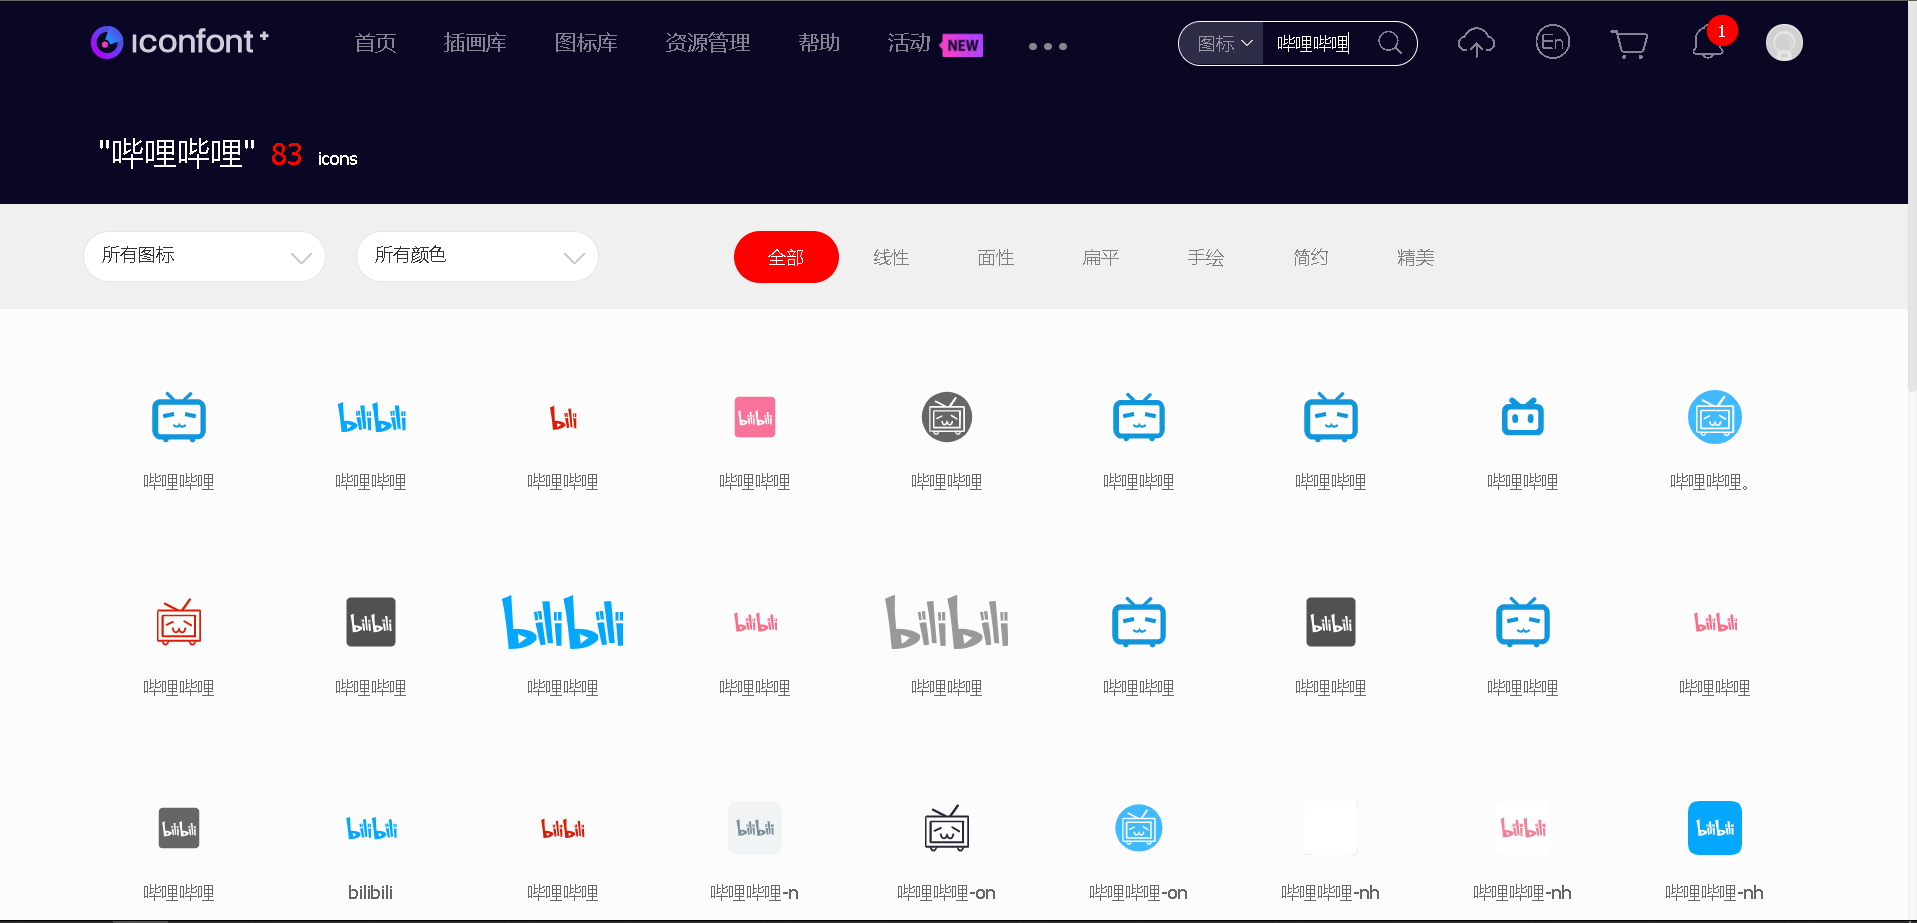 iconfont+ 首页 插画库 图标库 资源管理 帮助 活动 NEW 图标 哔哩哔哩 En 1
"哔哩哔哩" 83 icons
所有图标 所有颜色 全部 线性 面性 扁平 手绘 简约 精美
bilibili bili bilibili
哔哩哔哩 哔哩哔哩 哔哩哔哩 哔哩哔哩 哔哩哔哩 哔哩哔哩 哔哩哔哩 哔哩哔哩 哔哩哔哩。
bilibili bilibili bilibili bilibili bilibili bilibili
哔哩哔哩 哔哩哔哩 哔哩哔哩 哔哩哔哩 哔哩哔哩 哔哩哔哩 哔哩哔哩 哔哩哔哩 哔哩哔哩
bilibili bilibili bilibili bilibili bilibili bilibili
哔哩哔哩 bilibili 哔哩哔哩 哔哩哔哩-n 哔哩哔哩-on 哔哩哔哩-on 哔哩哔哩-nh 哔哩哔哩-nh 哔哩哔哩-nh